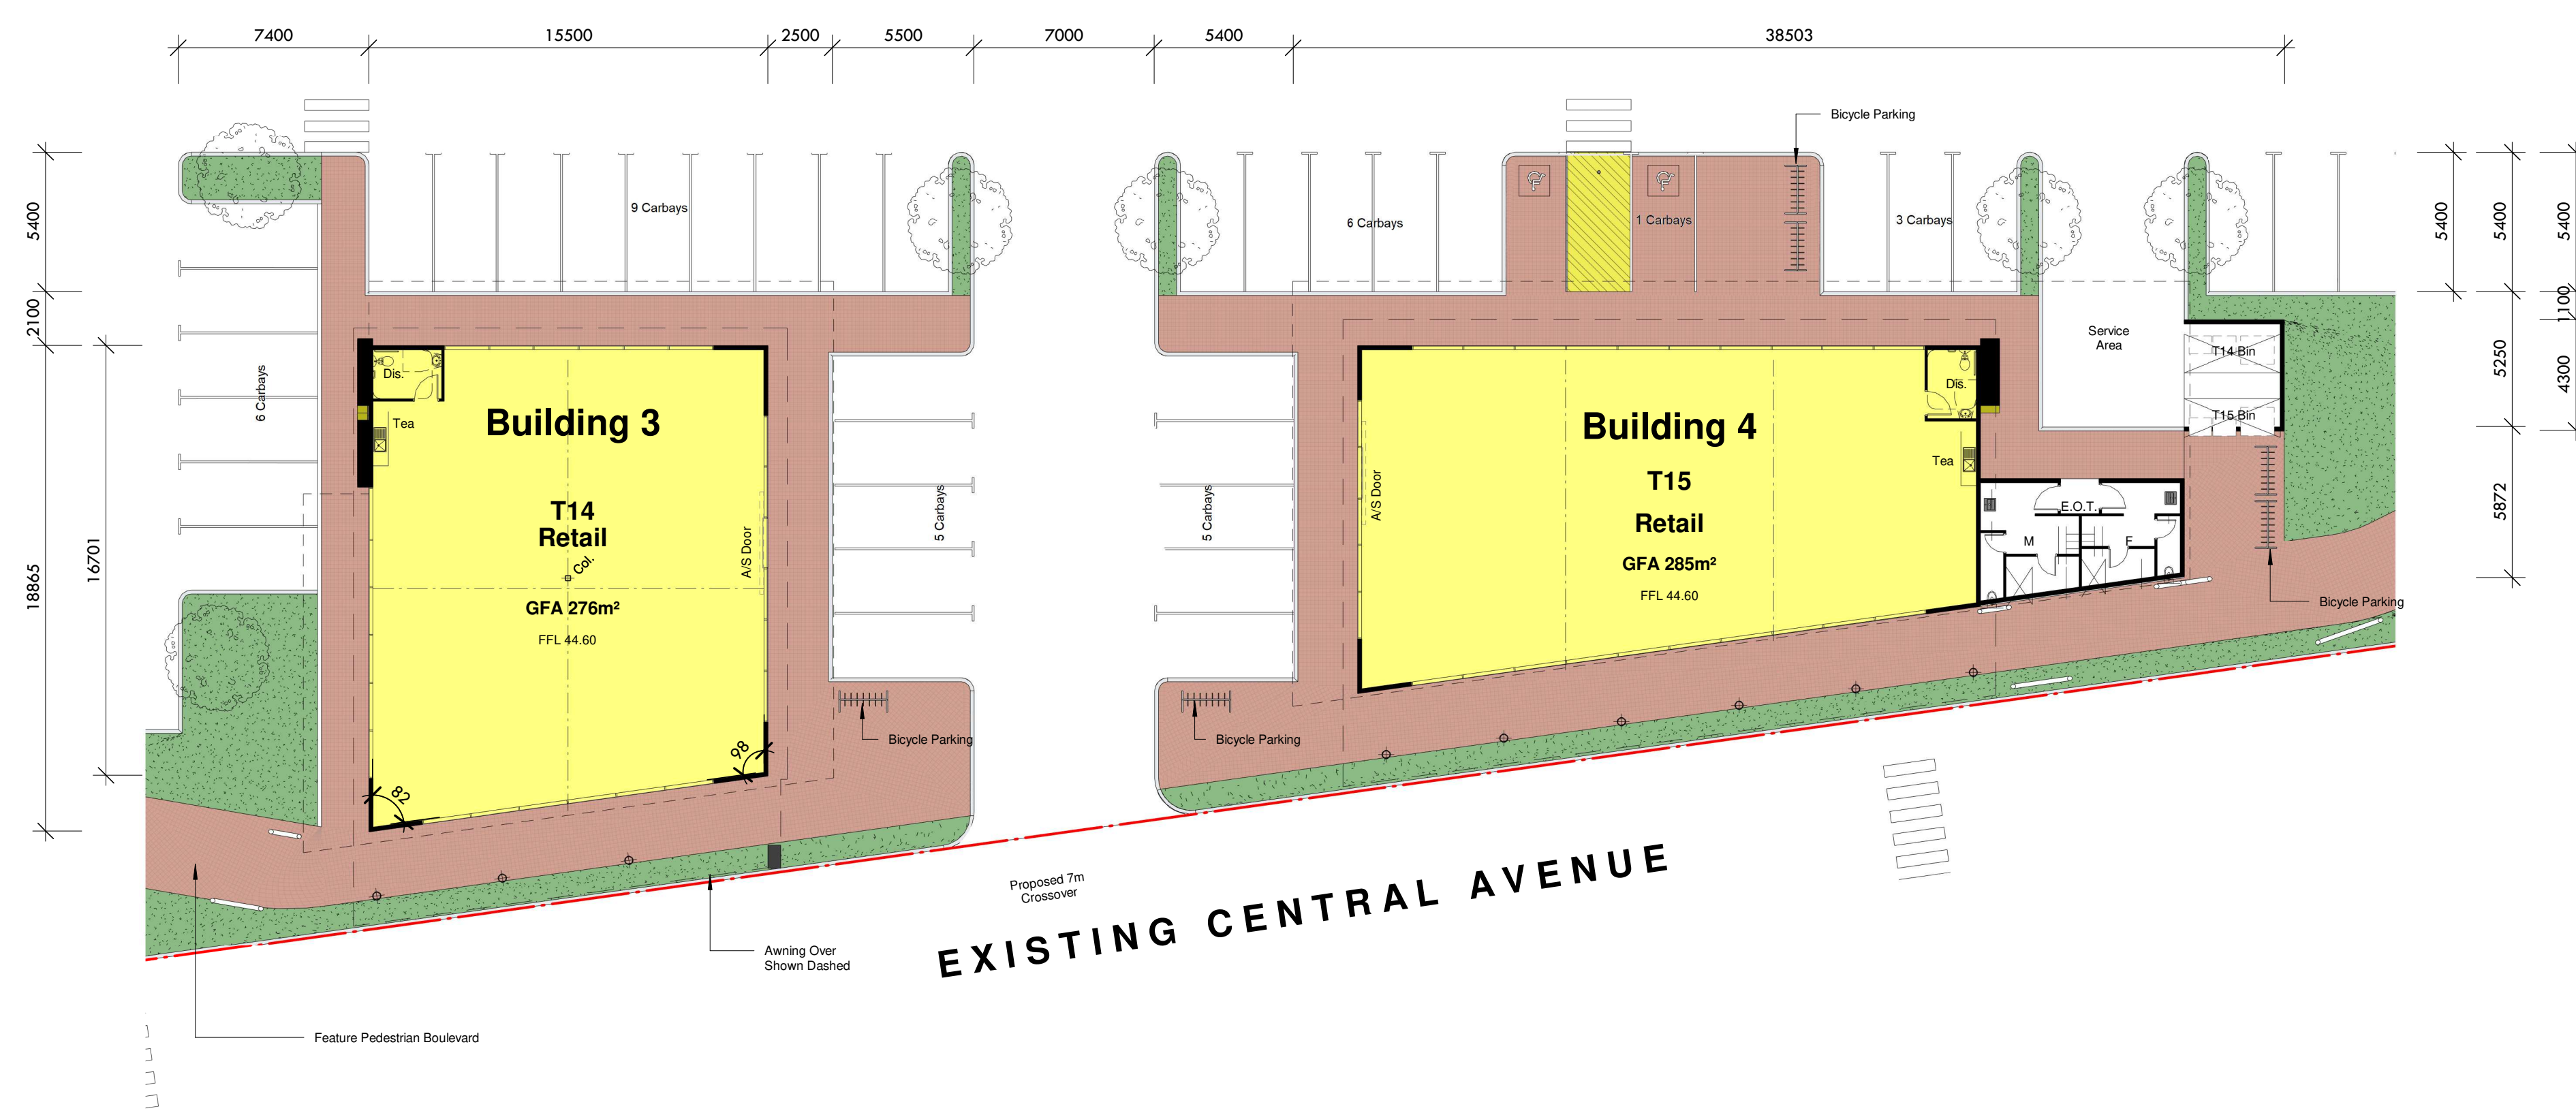 7400
15500
2500
5500
7000
5400
38503
Bicycle Parking
9 Carbays
6 Carbays
1 Carbays
3 Carbays
5400
2100
18865
16701
5400
5400
5400
1100
5250
4300
5872
6 Carbays
Dis.
Tea
Building 3
T14
Retail
Col.
GFA 276m²
FFL 44.60
A/S Door
82
98
5 Carbays
5 Carbays
Bicycle Parking
Bicycle Parking
A/S Door
Building 4
T15
Retail
GFA 285m²
FFL 44.60
Dis.
Tea
Service
Area
T14 Bin
T15 Bin
E.O.T.
M
F
Bicycle Parking
Proposed 7m
Crossover
EXISTING CENTRAL AVENUE
Awning Over
Shown Dashed
Feature Pedestrian Boulevard